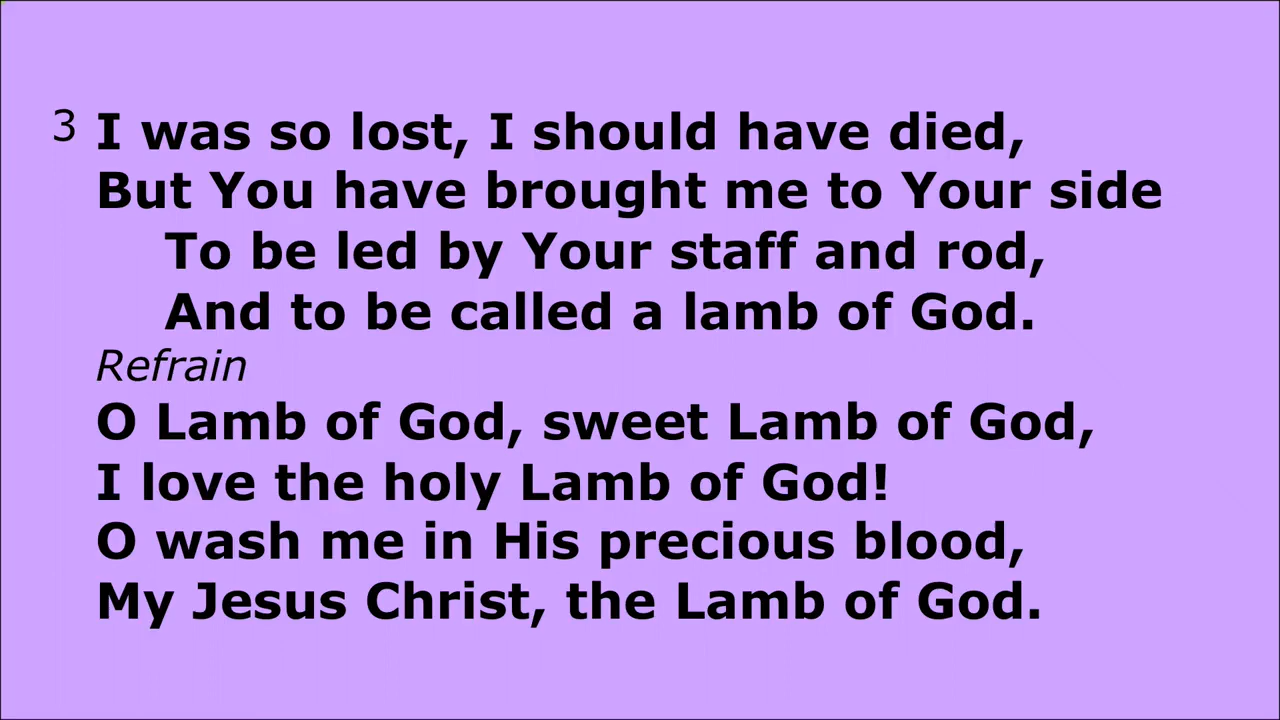 3 I was so lost, I should have died,
But You have brought me to Your side
To be led by Your staff and rod,
And to be called a lamb of God.
Refrain
O Lamb of God, sweet Lamb of God,
I love the holy Lamb of God!
O wash me in His precious blood,
My Jesus Christ, the Lamb of God.